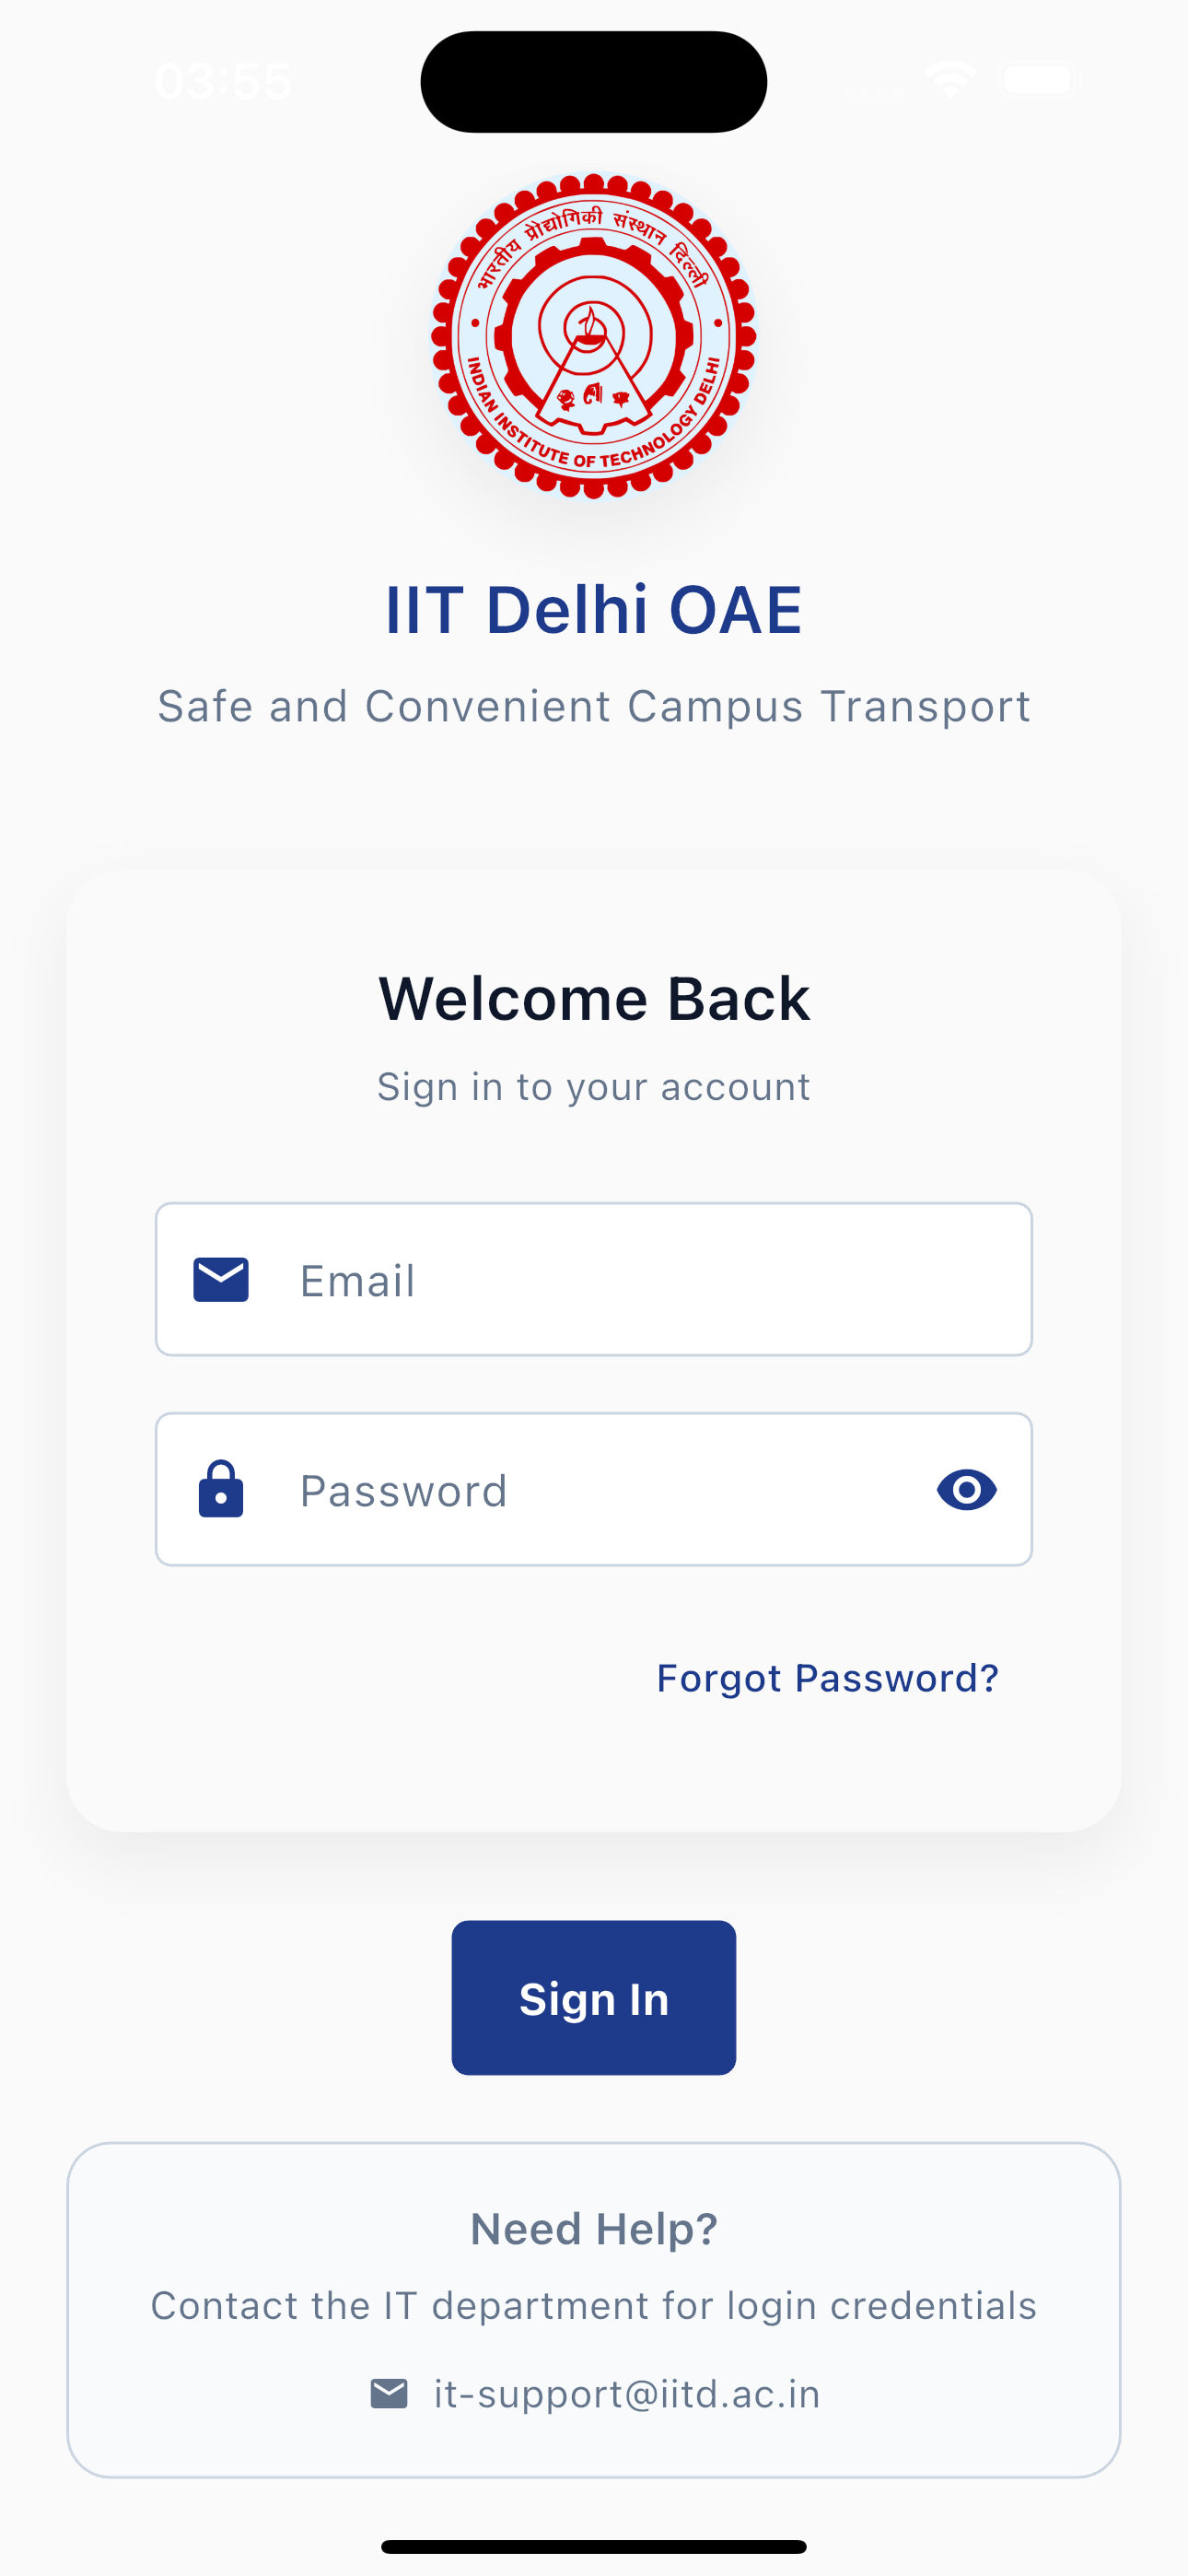 03:55
भारतीय प्रोद्योगिकी संस्थान दिल्ली
INDIAN INSTITUTE OF TECHNOLOGY DELHI
IIT Delhi OAE
Safe and Convenient Campus Transport
Welcome Back
Sign in to your account
Email
Password
Forgot Password?
Sign In
Need Help?
Contact the IT department for login credentials
it-support@iitd.ac.in